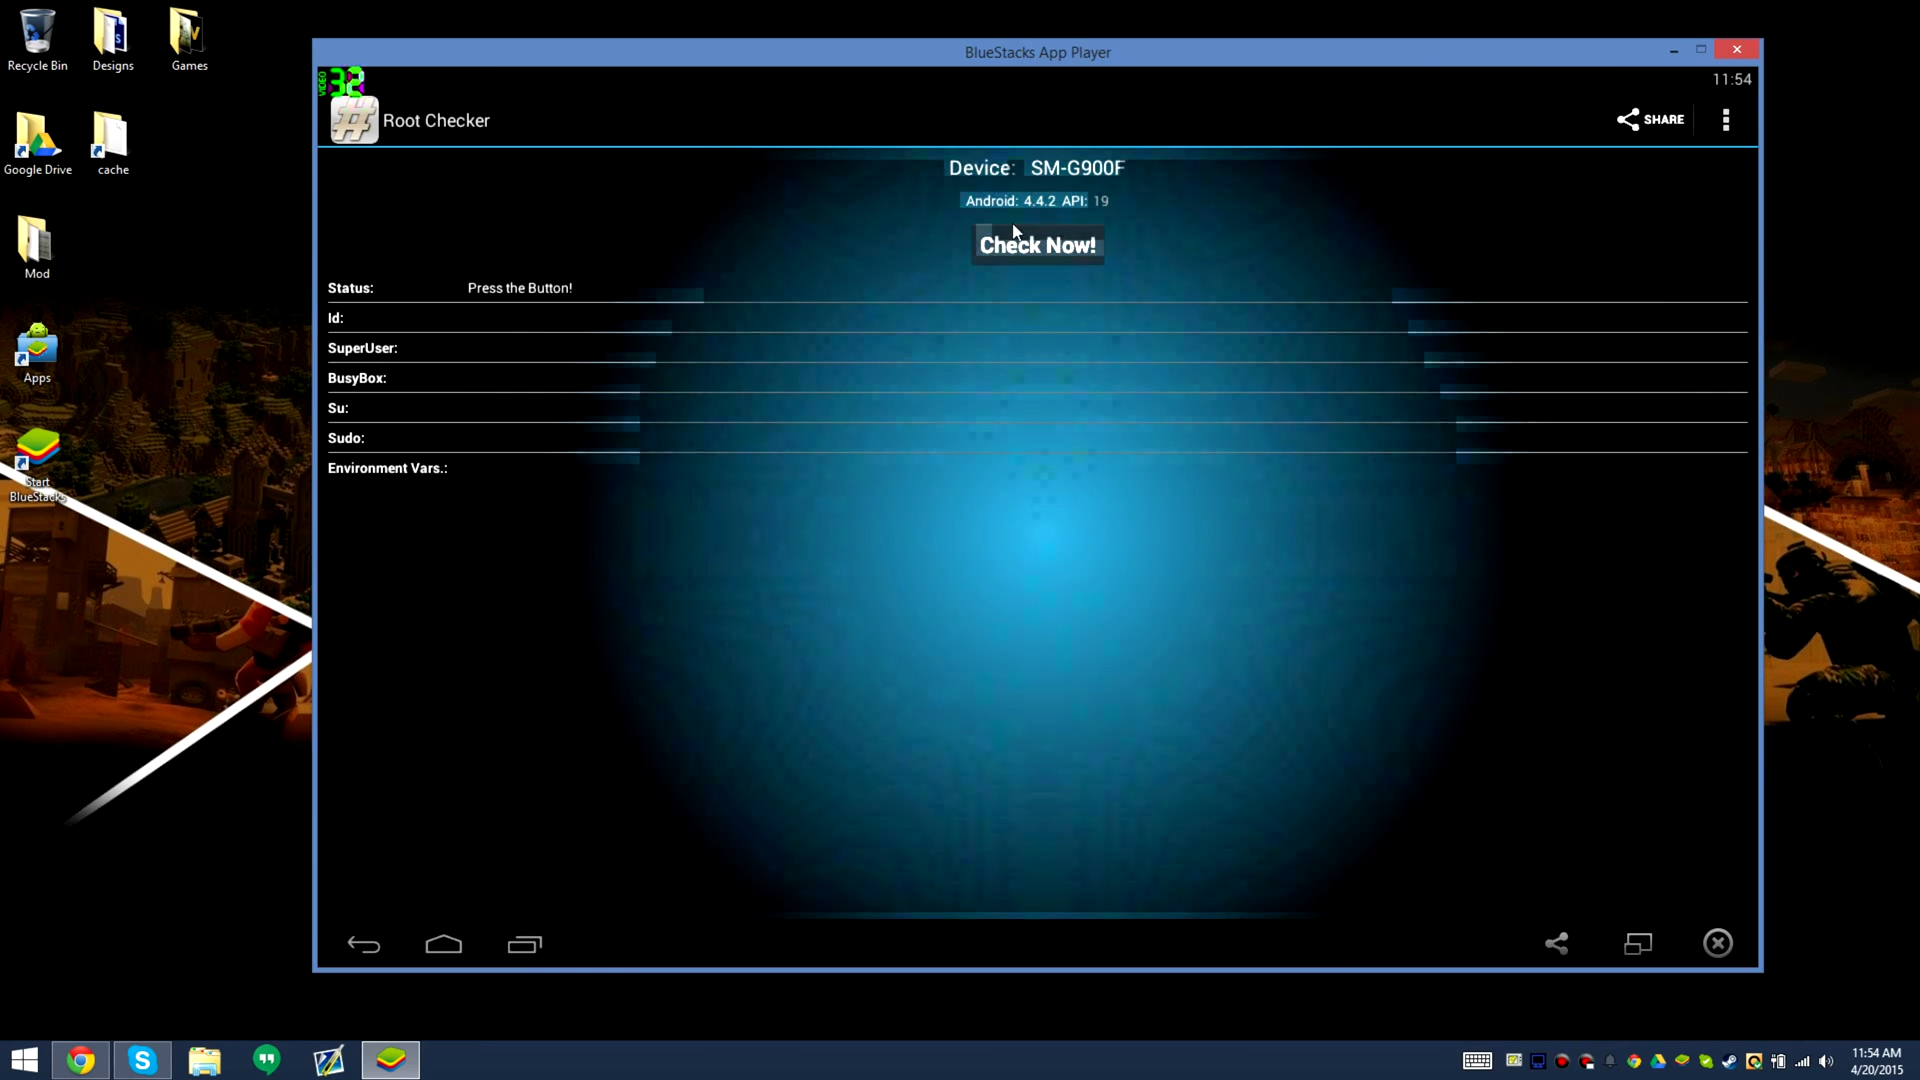 Recycle Bin
Designs
Games
Google Drive
cache
Mod
Apps
Start
BlueStacks
BlueStacks App Player
VIDEO 32
11:54
Root Checker
SHARE
Device: SM-G900F
Android: 4.4.2 API: 19
Check Now!
Status: Press the Button!
Id:
SuperUser:
BusyBox:
Su:
Sudo:
Environment Vars.:
11:54 AM
4/20/2015